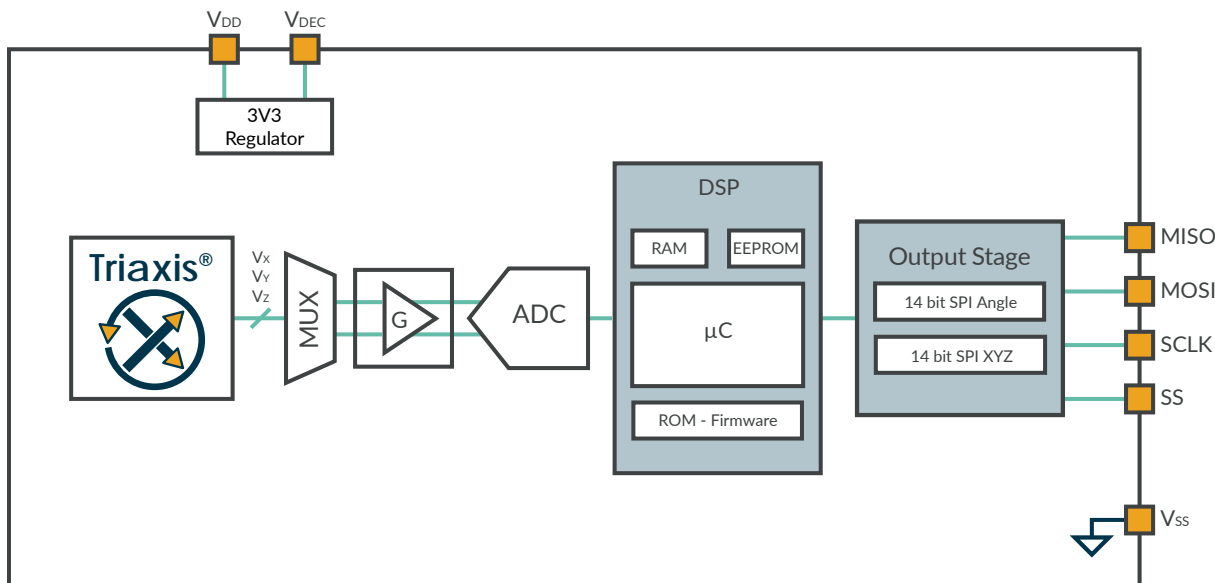 VDD
VDEC
3V3
Regulator
DSP
RAM
EEPROM
µC
ROM - Firmware
Triaxis®
VX
VY
VZ
MUX
G
ADC
Output Stage
14 bit SPI Angle
14 bit SPI XYZ
MISO
MOSI
SCLK
SS
VSS